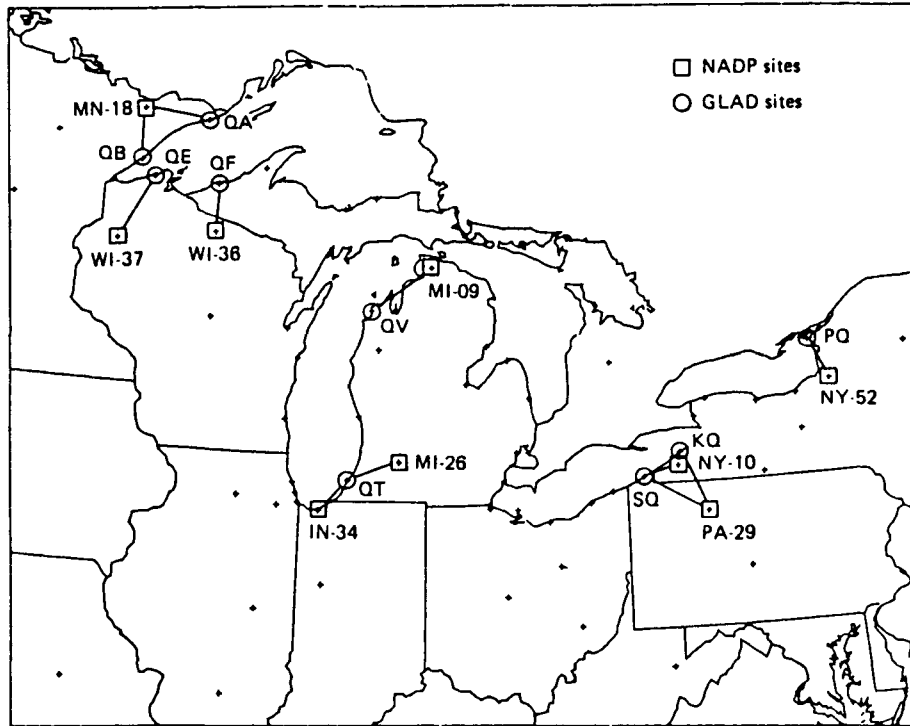 NADP sites
GLAD sites
MN-18
QA
QB
QE
QF
WI-37
WI-36
B
MI-09
QV
PQ
NY-52
KQ
NY-10
MI-26
QT
SQ
IN-34
PA-29